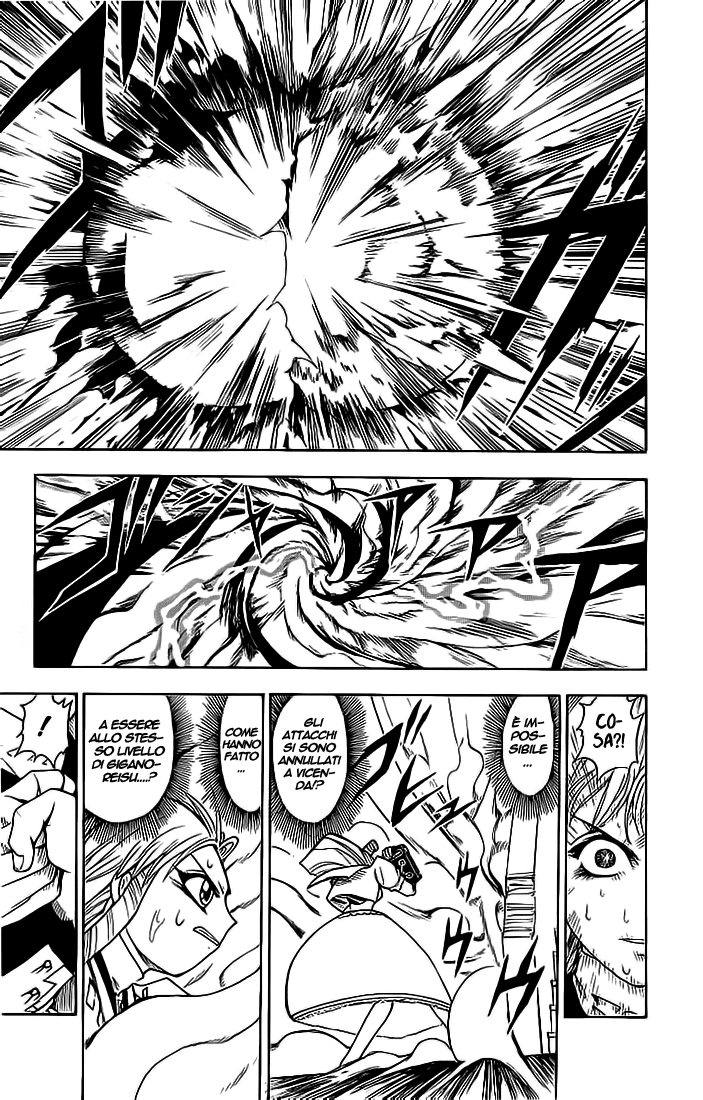 CO-
SA?!
È IM-
POS-
SIBILE
...
GLI
ATTACCHI
SI SONO
ANNULLATI
A VICEN-
DA!?
COME
HANNO
FATTO
...
A ESSERE
ALLO STES-
SO LIVELLO
DI GIGANO-
REISU....?
!